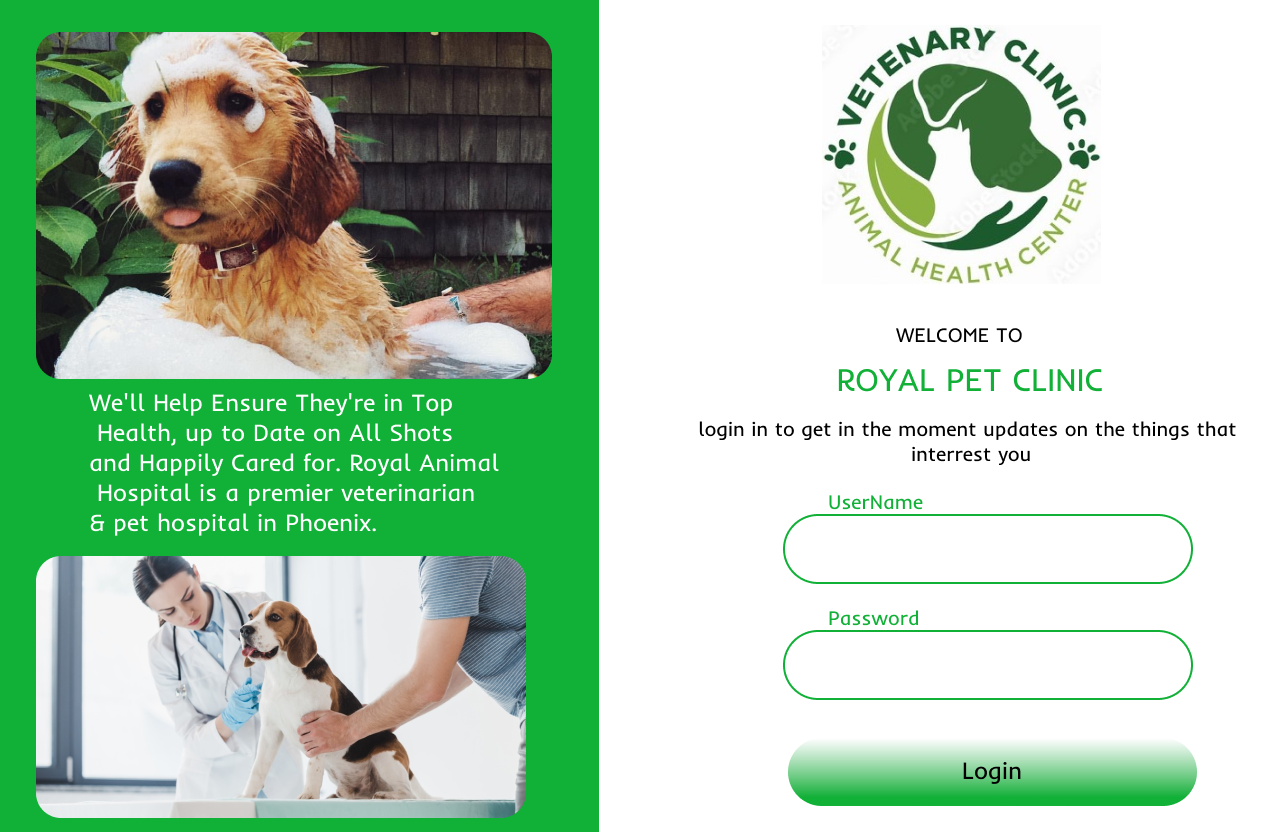 We'll Help Ensure They're in Top
Health, up to Date on All Shots
and Happily Cared for. Royal Animal
Hospital is a premier veterinarian
& pet hospital in Phoenix.
VETENARY CLINIC
ANIMAL HEALTH CENTER
WELCOME TO
ROYAL PET CLINIC
login in to get in the moment updates on the things that
interrest you
UserName
Password
Login